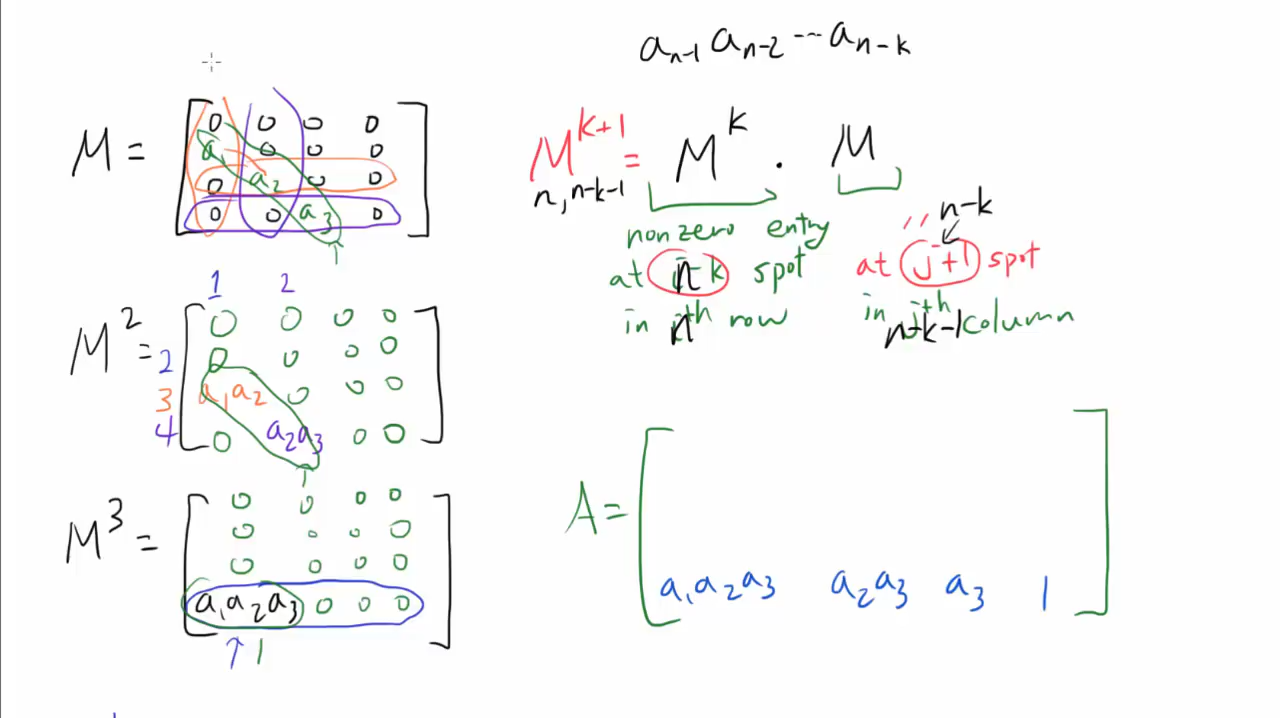 a_{n-1} a_{n-2} --- a_{n-k}
M = [
0 0 0 0
a_1 0 0 0
0 a_2 0 0
0 0 a_3 0
]
1 2
M^2 = [
0 0 0 0
2 0 0 0 0
3 a_1a_2 0 0 0
4 0 a_2a_3 0 0
]
M^3 = [
0 0 0 0
0 0 0 0
0 0 0 0
a_1a_2a_3 0 0 0
]
1
M^{k+1} = M^k · M
n, n-k-1
nonzero entry
at n-k spot
in nth row
n-k
at j+1 spot
in jth
n-k-1 column
A = [
a_1a_2a_3 a_2a_3 a_3 1
]